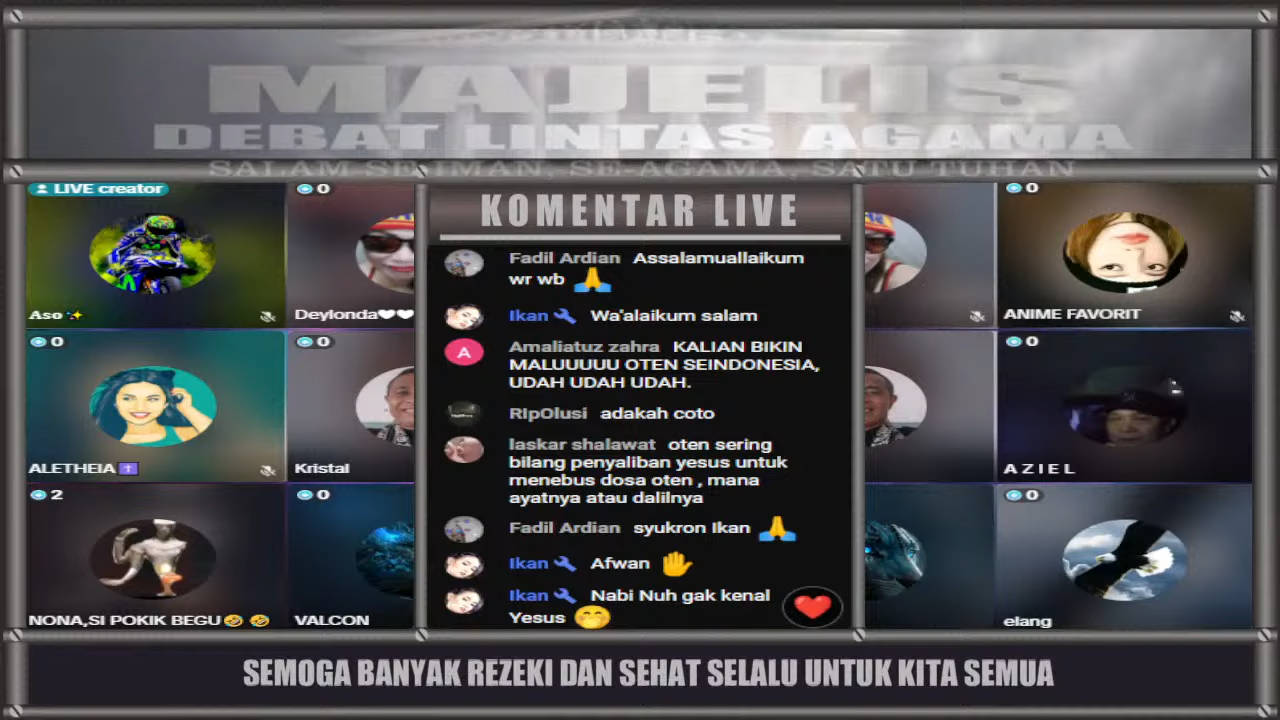 MAJELIS
DEBAT LINTAS AGAMA
SALAM SE-IMAN, SE-AGAMA, SATU TUHAN
LIVE creator
0
0
KOMENTAR LIVE
Fadil Ardian Assalamuallaikum
wr wb
Ikan Wa'alaikum salam
A
Amaliatuz zahra KALIAN BIKIN
MALUUUUU OTEN SEINDONESIA,
UDAH UDAH UDAH.
RIpOlusi adakah coto
laskar shalawat oten sering
bilang penyaliban yesus untuk
menebus dosa oten , mana
ayatnya atau dalilnya
Fadil Ardian syukron Ikan
Ikan Afwan
Ikan Nabi Nuh gak kenal
Yesus
Aso
Deylonda
ANIME FAVORIT
0
0
0
ALETHEIA
Kristal
A Z I E L
2
0
0
NONA,SI POKIK BEGU
VALCON
elang
SEMOGA BANYAK REZEKI DAN SEHAT SELALU UNTUK KITA SEMUA